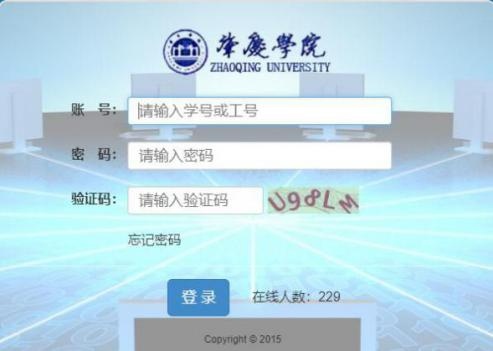 肇慶學院
ZHAOQING UNIVERSITY
账 号： 请输入学号或工号
密 码： 请输入密码
验证码： 请输入验证码 U98LM
忘记密码
登 录 在线人数：229
Copyright © 2015